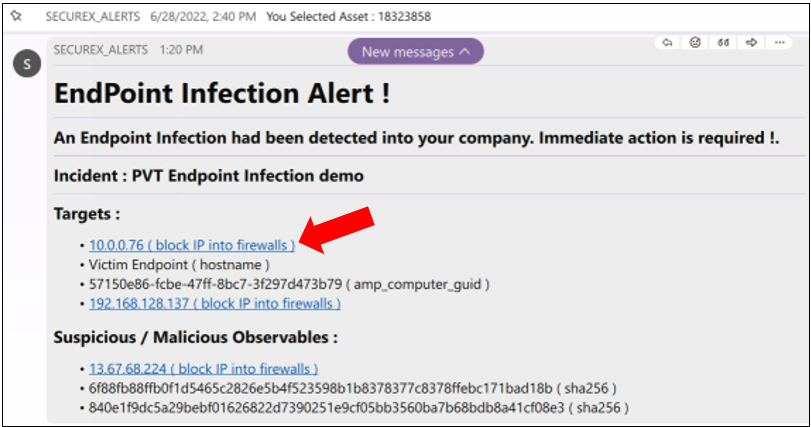 SECUREX_ALERTS 6/28/2022, 2:40 PM You Selected Asset : 18323858
SECUREX_ALERTS 1:20 PM
New messages
S
EndPoint Infection Alert !
An Endpoint Infection had been detected into your company. Immediate action is required !.
Incident : PVT Endpoint Infection demo
Targets :
• 10.0.0.76 ( block IP into firewalls )
• Victim Endpoint ( hostname )
• 57150e86-fcbe-47ff-8bc7-3f297d473b79 ( amp_computer_guid )
• 192.168.128.137 ( block IP into firewalls )
Suspicious / Malicious Observables :
• 13.67.68.224 ( block IP into firewalls )
• 6f88fb88ffb0f1d5465c2826e5b4f523598b1b8378377c8378ffebc171bad18b ( sha256 )
• 840e1f9dc5a29bebf01626822d7390251e9cf05bb3560ba7b68bdb8a41cf08e3 ( sha256 )